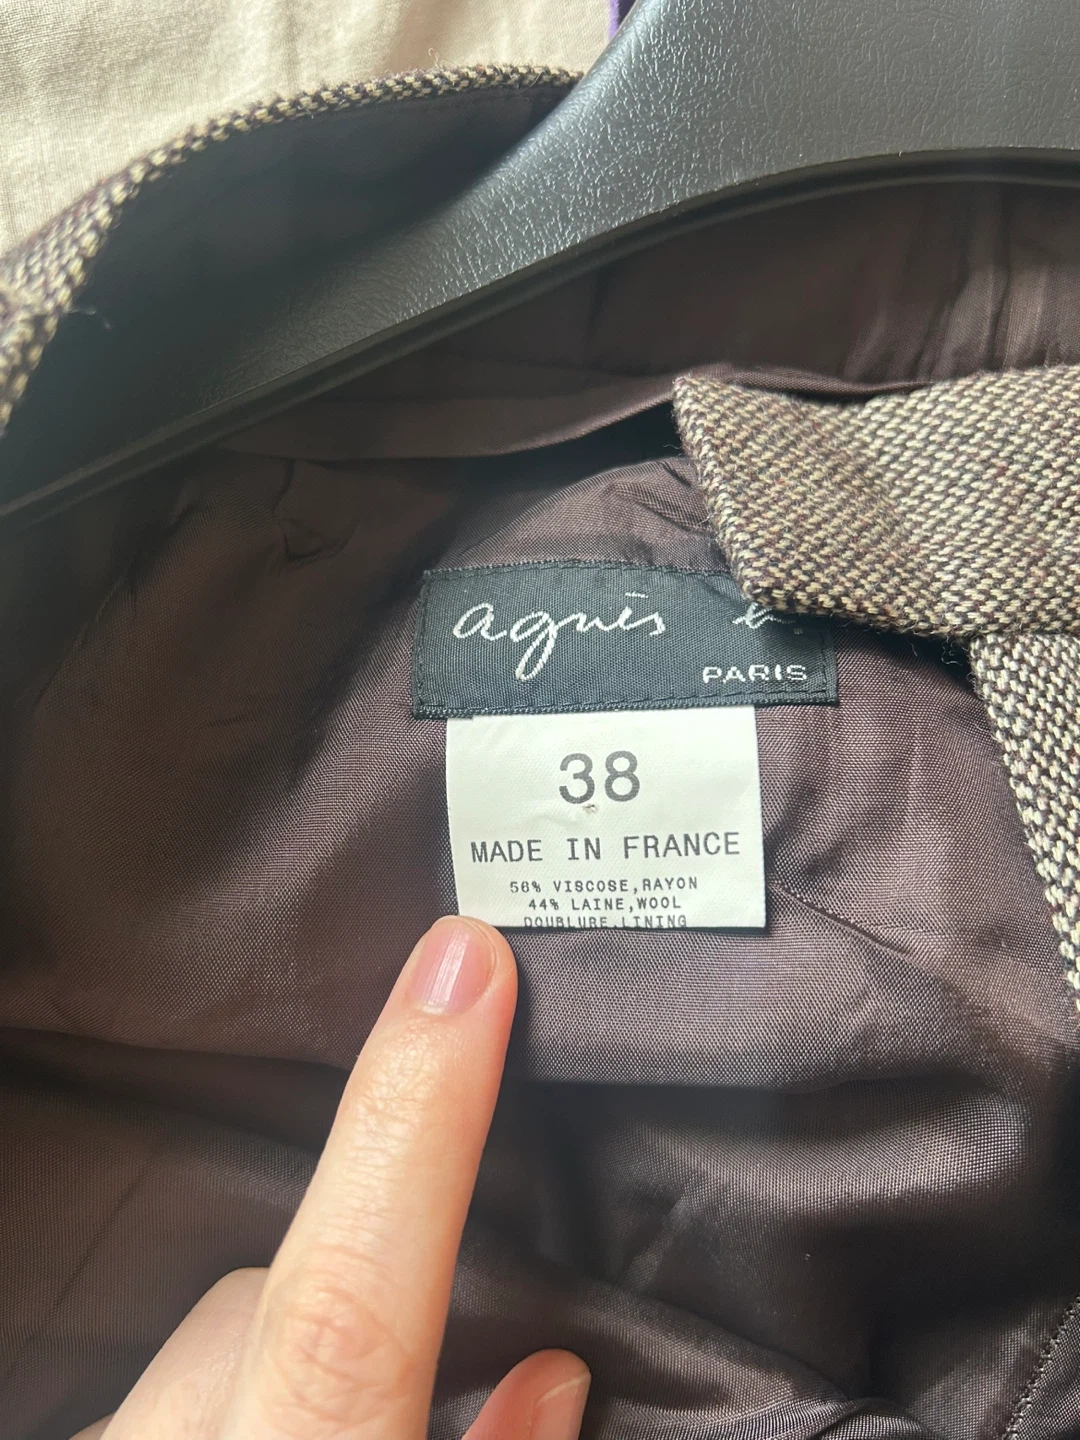 agnès b.
PARIS
38
MADE IN FRANCE
56% VISCOSE,RAYON
44% LAINE,WOOL
DOUBLURE,LINING